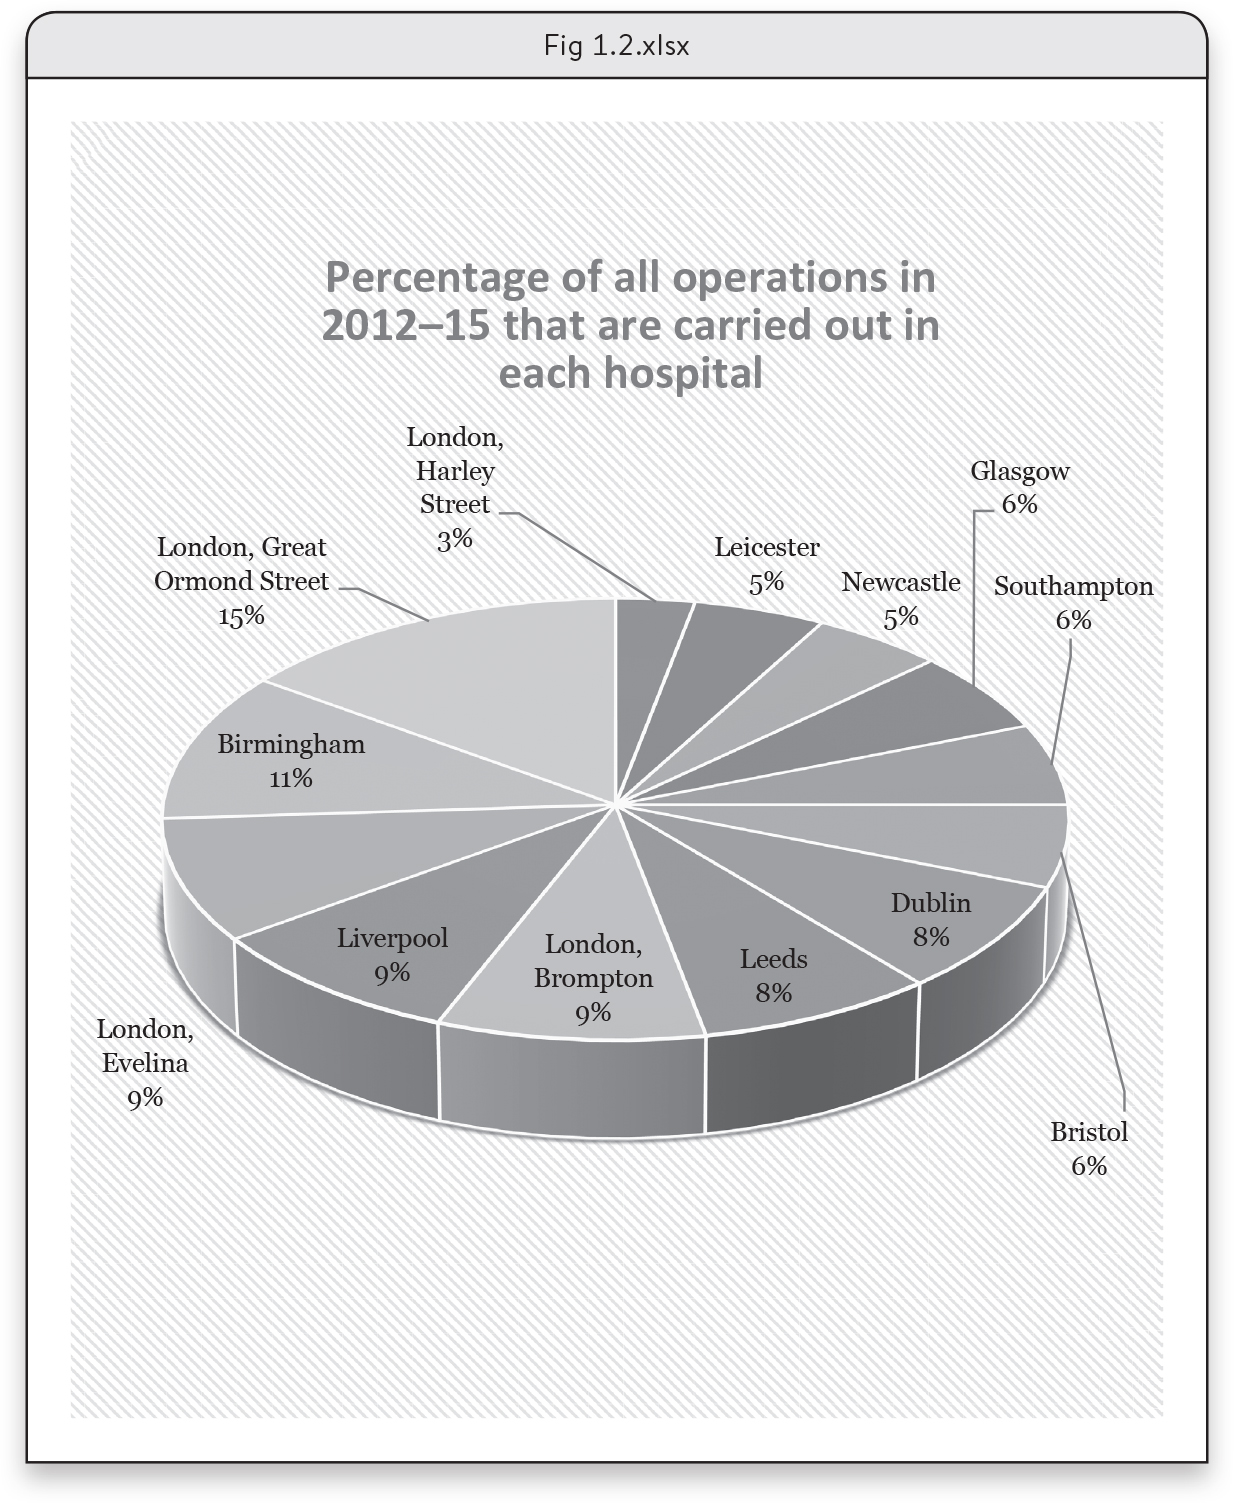 Fig 1.2.xlsx
Percentage of all operations in
2012–15 that are carried out in
each hospital
London,
Harley
Street
3%
Glasgow
6%
London, Great
Ormond Street
15%
Leicester
5%
Newcastle
5%
Southampton
6%
Birmingham
11%
Dublin
8%
Liverpool
9%
London,
Brompton
9%
Leeds
8%
London,
Evelina
9%
Bristol
6%